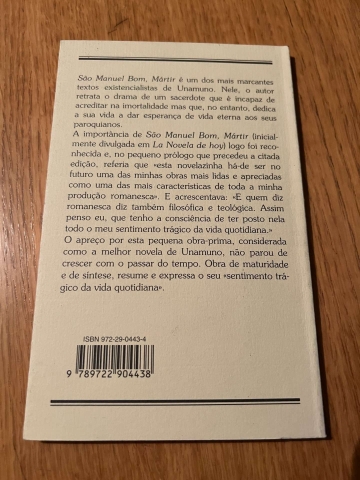 São Manuel Bom, Mártir é um dos mais marcantes
textos existencialistas de Unamuno. Nele, o autor
retrata o drama de um sacerdote que é incapaz de
acreditar na imortalidade mas que, no entanto, dedica
a sua vida a dar esperança de vida eterna aos seus
paroquianos.
A importância de São Manuel Bom, Mártir (inicial-
mente divulgada em La Novela de hoy) logo foi reco-
nhecida e, no pequeno prólogo que precedeu a citada
edição, referia que «esta novelazinha há-de ser no
futuro uma das minhas obras mais lidas e apreciadas
como uma das mais características de toda a minha
produção romanesca». E acrescentava: «E quem diz
romanesca diz também filosófica e teológica. Assim
penso eu, que tenho a consciência de ter posto nela
todo o meu sentimento trágico da vida quotidiana.»
O apreço por esta pequena obra-prima, considerada
como a melhor novela de Unamuno, não parou de
crescer com o passar do tempo. Obra de maturidade
e de síntese, resume e expressa o seu «sentimento trá-
gico da vida quotidiana».
ISBN 972-29-0443-4
9 789722 904438